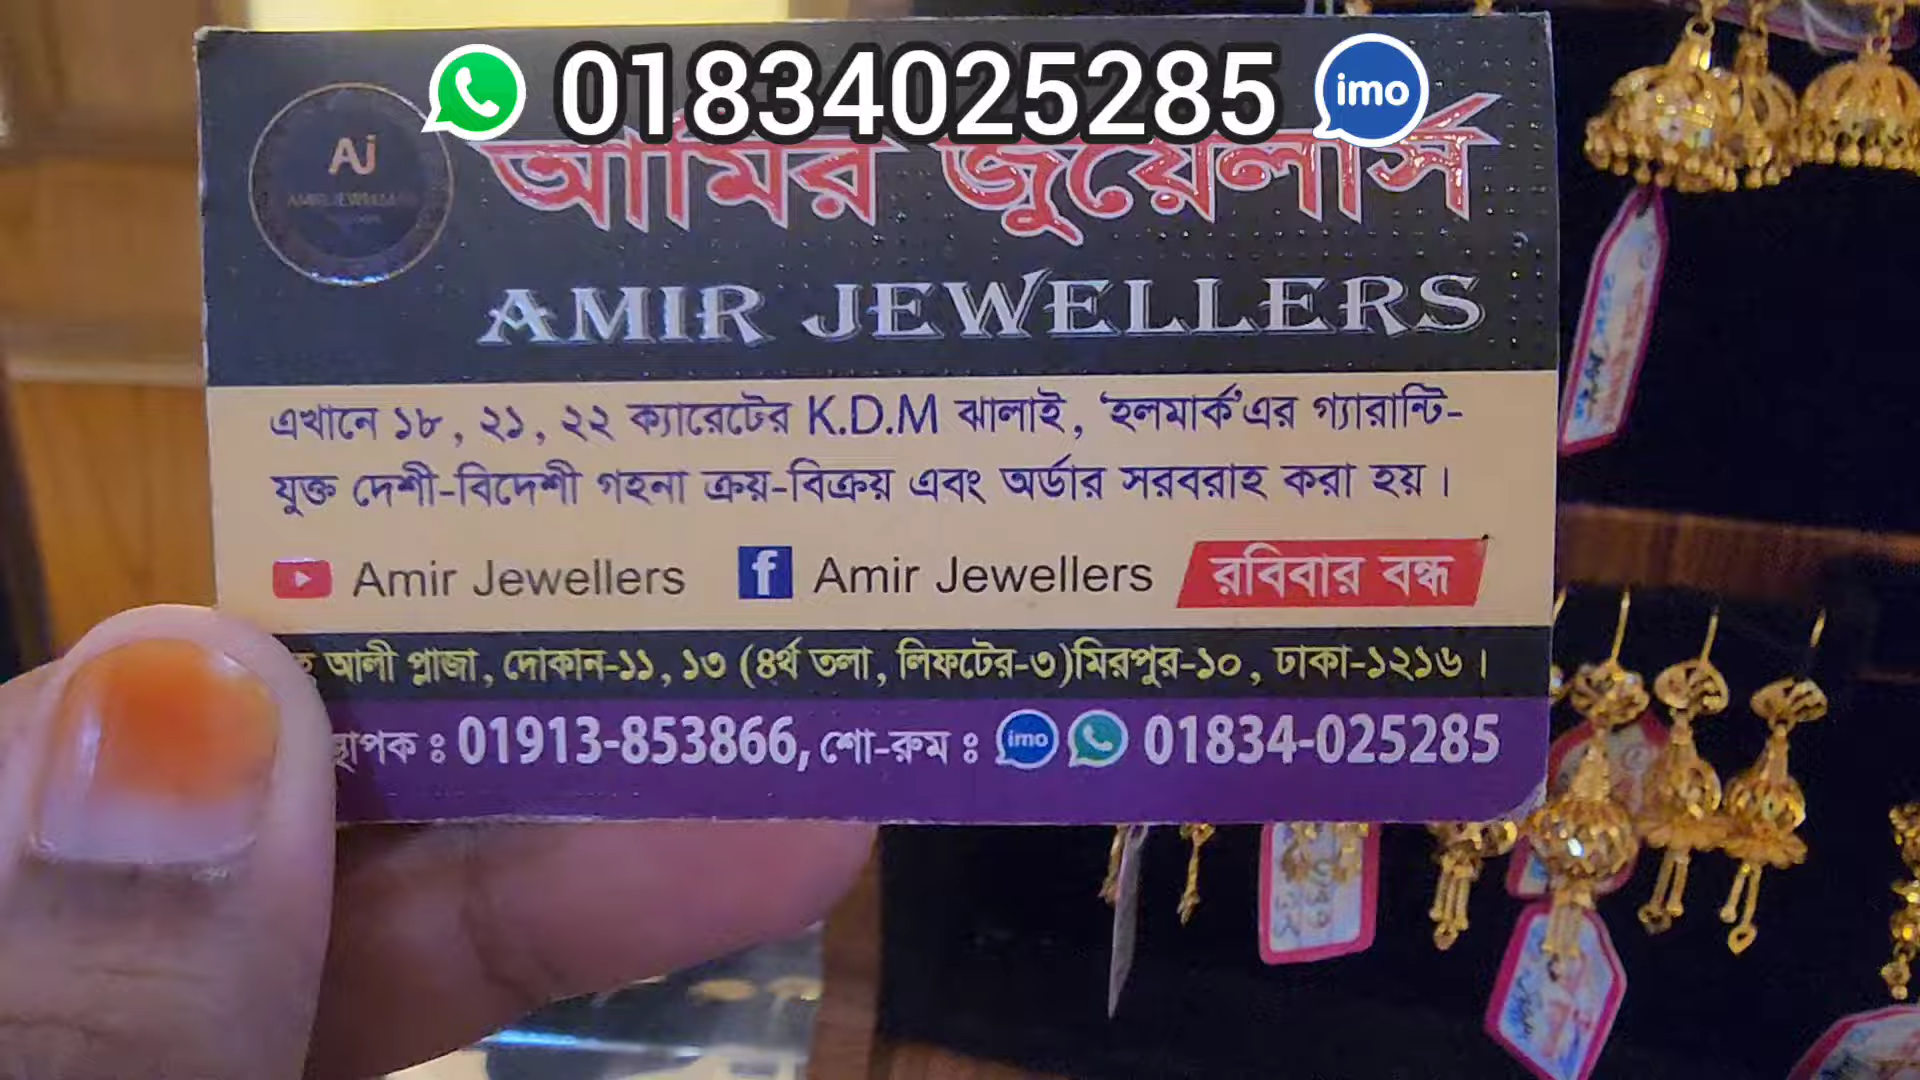 01834025285 imo
AJ
আমির জুয়েলার্স
AMIR JEWELLERS
এখানে ১৮, ২১, ২২ ক্যারেটের K.D.M ঝালাই, ‘হলমার্ক’এর গ্যারান্টি-
যুক্ত দেশী-বিদেশী গহনা ক্রয়-বিক্রয় এবং অর্ডার সরবরাহ করা হয়।
Amir Jewellers f Amir Jewellers রবিবার বন্ধ
আলী প্লাজা, দোকান-১১, ১৩ (৪র্থ তলা, লিফটের-৩)মিরপুর-১০, ঢাকা-১২১৬।
01913-853866, শো-রুম : imo 01834-025285